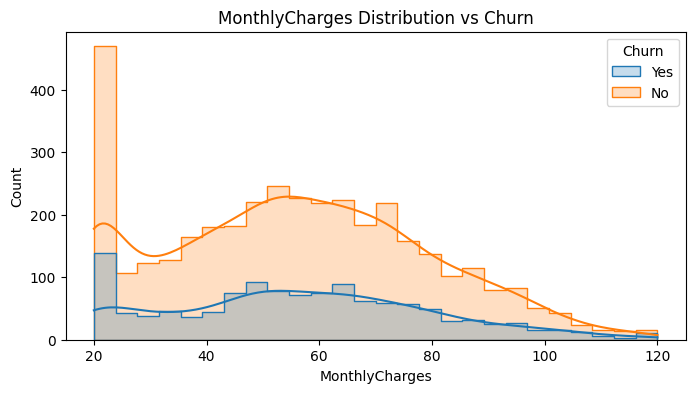 MonthlyCharges Distribution vs Churn
Churn
Yes
No
Count
400
300
200
100
0
20 40 60 80 100 120
MonthlyCharges